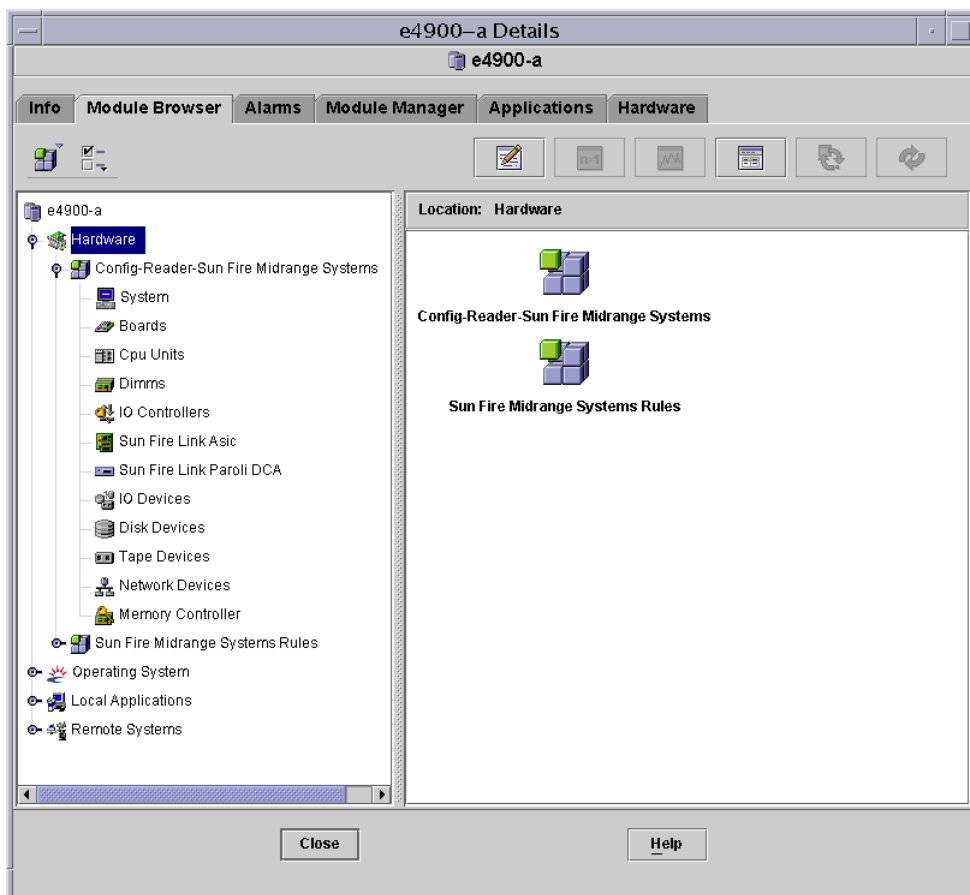 e4900–a Details
e4900-a
Info Module Browser Alarms Module Manager Applications Hardware
n=1
e4900-a
Hardware
Config-Reader-Sun Fire Midrange Systems
System
Boards
Cpu Units
Dimms
IO Controllers
Sun Fire Link Asic
Sun Fire Link Paroli DCA
IO Devices
Disk Devices
Tape Devices
Network Devices
Memory Controller
Sun Fire Midrange Systems Rules
Operating System
Local Applications
Remote Systems
Location: Hardware
Config-Reader-Sun Fire Midrange Systems
Sun Fire Midrange Systems Rules
Close Help